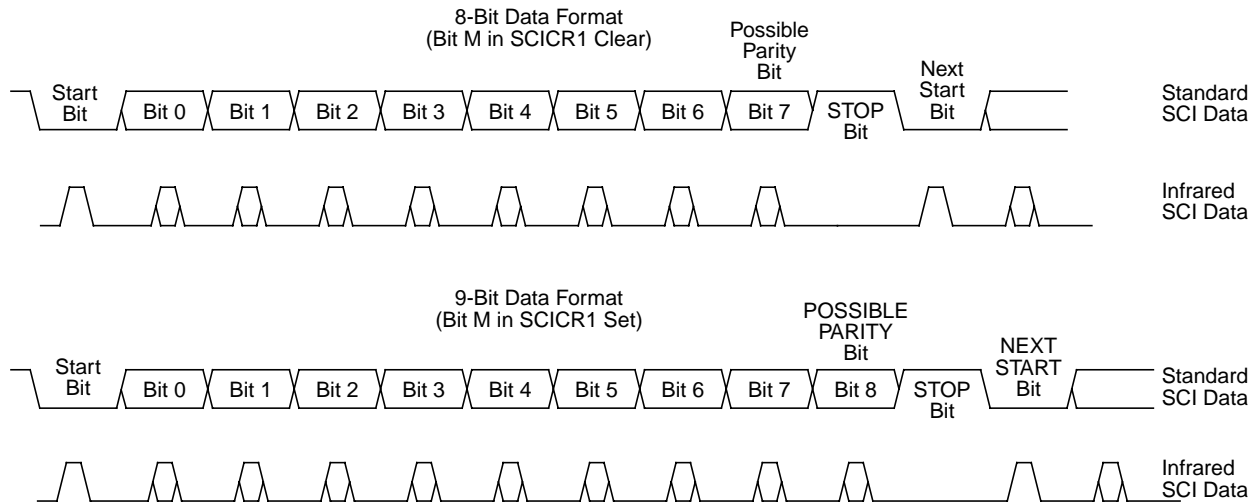 8-Bit Data Format
(Bit M in SCICR1 Clear)
Possible
Parity
Bit
Start
Bit
Bit 0
Bit 1
Bit 2
Bit 3
Bit 4
Bit 5
Bit 6
Bit 7
STOP
Bit
Next
Start
Bit
Standard
SCI Data
Infrared
SCI Data
9-Bit Data Format
(Bit M in SCICR1 Set)
POSSIBLE
PARITY
Bit
Start
Bit
Bit 0
Bit 1
Bit 2
Bit 3
Bit 4
Bit 5
Bit 6
Bit 7
Bit 8
STOP
Bit
NEXT
START
Bit
Standard
SCI Data
Infrared
SCI Data